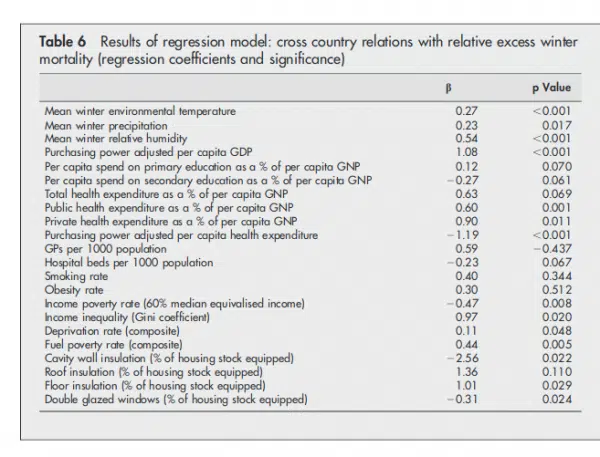 Table 6 Results of regression model: cross country relations with relative excess winter
mortality (regression coefficients and significance)
β p Value
Mean winter environmental temperature 0.27 <0.001
Mean winter precipitation 0.23 0.017
Mean winter relative humidity 0.54 <0.001
Purchasing power adjusted per capita GDP 1.08 <0.001
Per capita spend on primary education as a % of per capita GNP 0.12 0.070
Per capita spend on secondary education as a % of per capita GNP −0.27 0.061
Total health expenditure as a % of per capita GNP 0.63 0.069
Public health expenditure as a % of per capita GNP 0.60 0.001
Private health expenditure as a % of per capita GNP 0.90 0.011
Purchasing power adjusted per capita health expenditure −1.19 <0.001
GPs per 1000 population 0.59 −0.437
Hospital beds per 1000 population −0.23 0.067
Smoking rate 0.40 0.344
Obesity rate 0.30 0.512
Income poverty rate (60% median equivalised income) −0.47 0.008
Income inequality (Gini coefficient) 0.97 0.020
Deprivation rate (composite) 0.11 0.048
Fuel poverty rate (composite) 0.44 0.005
Cavity wall insulation (% of housing stock equipped) −2.56 0.022
Roof insulation (% of housing stock equipped) 1.36 0.110
Floor insulation (% of housing stock equipped) 1.01 0.029
Double glazed windows (% of housing stock equipped) −0.31 0.024